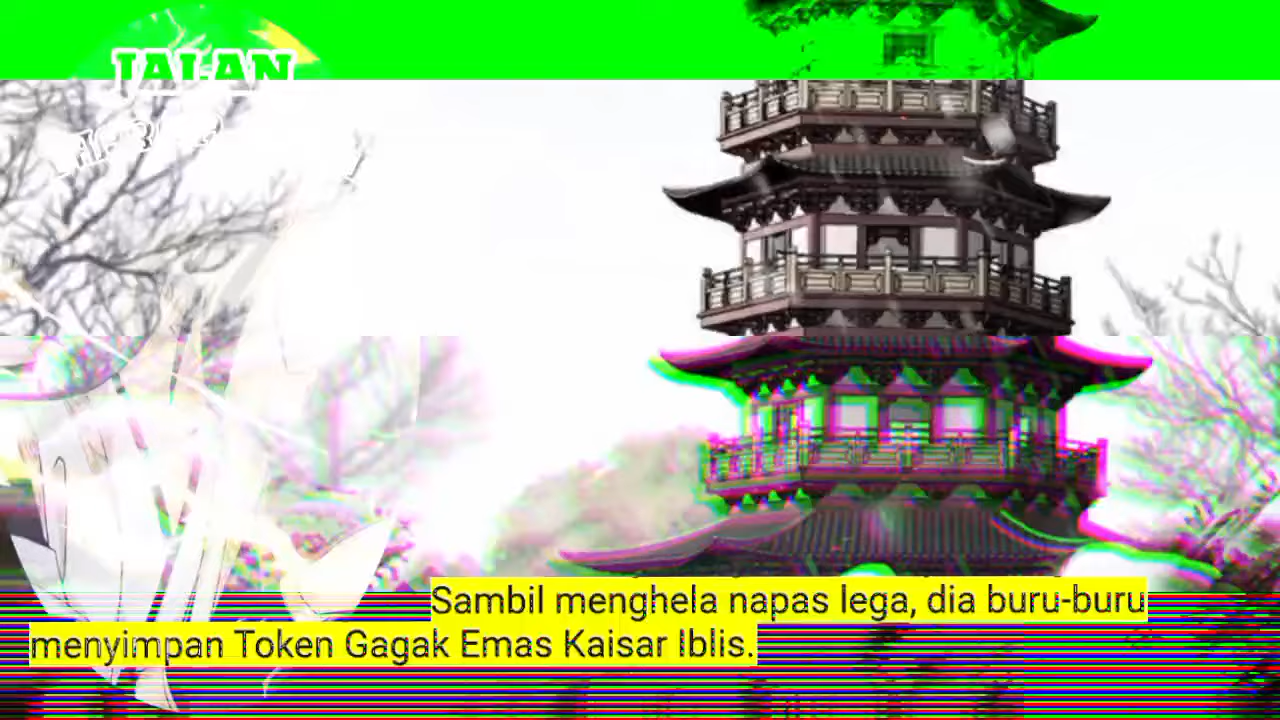 JALAN
Sambil menghela napas lega, dia buru-buru
menyimpan Token Gagak Emas Kaisar Iblis.